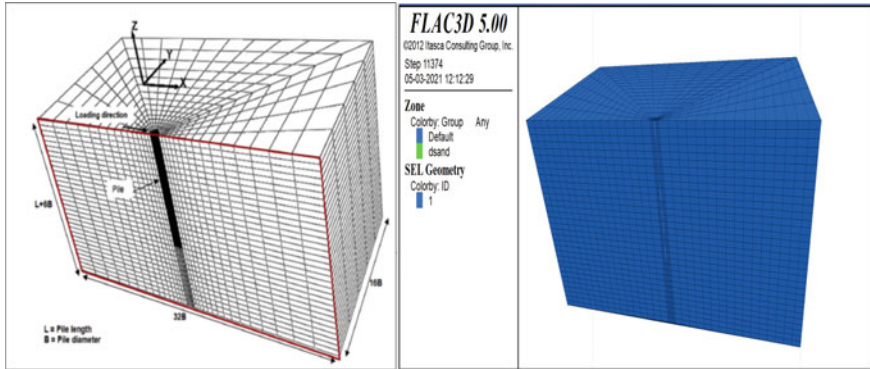 Z
Y
X
Loading direction
Pile
L+6B
16B
32B
L = Pile length
B = Pile diameter
FLAC3D 5.00
©2012 Itasca Consulting Group, Inc.
Step 11374
05-03-2021 12:12:29
Zone
Colorby: Group Any
Default
dsand
SEL Geometry
Colorby: ID
1